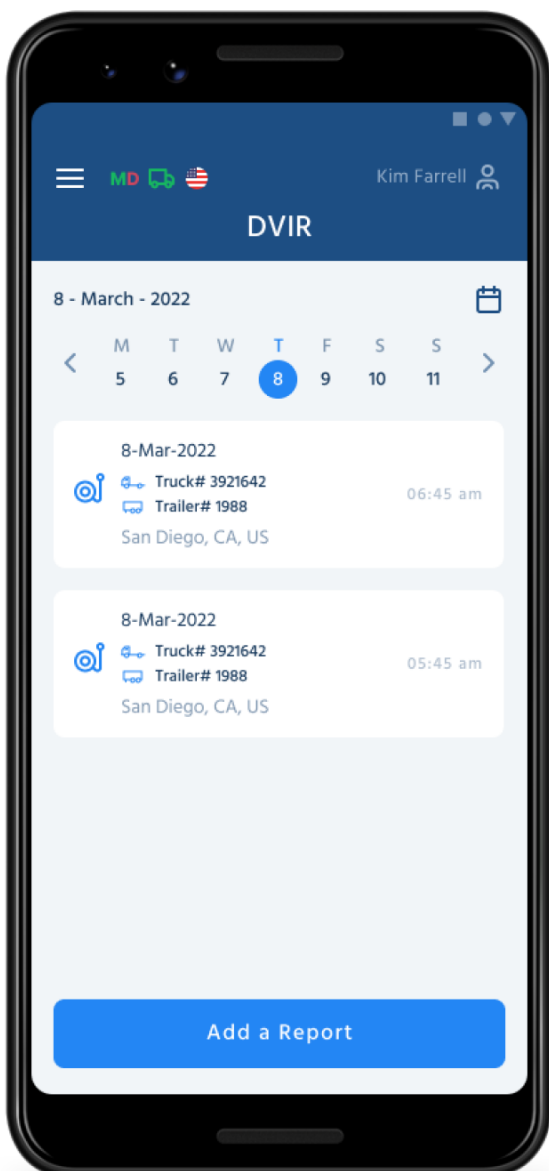 MD
Kim Farrell
DVIR
8 - March - 2022
M T W T F S S
5 6 7 8 9 10 11
8-Mar-2022
Truck# 3921642
Trailer# 1988
06:45 am
San Diego, CA, US
8-Mar-2022
Truck# 3921642
Trailer# 1988
05:45 am
San Diego, CA, US
Add a Report